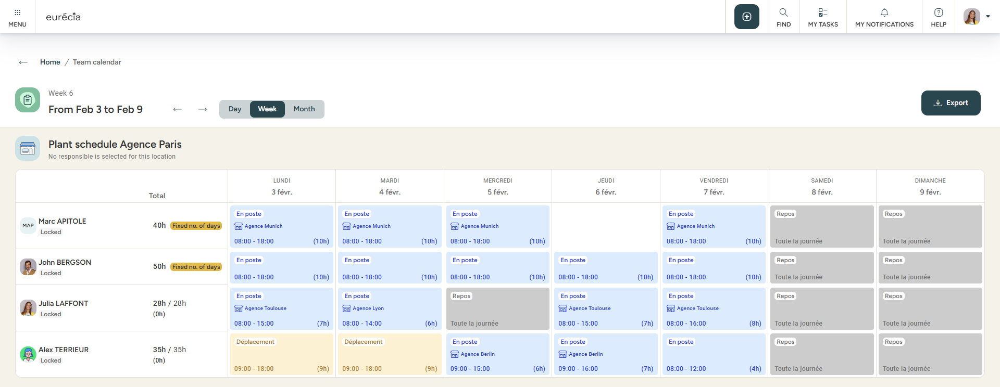 MENU
eurécia
FIND
MY TASKS
MY NOTIFICATIONS
HELP
Home / Team calendar
Week 6
From Feb 3 to Feb 9
Day
Week
Month
Export
Plant schedule Agence Paris
No responsible is selected for this location
Total
LUNDI
3 févr.
MARDI
4 févr.
MERCREDI
5 févr.
JEUDI
6 févr.
VENDREDI
7 févr.
SAMEDI
8 févr.
DIMANCHE
9 févr.
MAP
Marc APITOLE
Locked
40h
Fixed no. of days
En poste
Agence Munich
08:00 - 18:00 (10h)
En poste
Agence Munich
08:00 - 18:00 (10h)
En poste
Agence Munich
08:00 - 18:00 (10h)
En poste
Agence Munich
08:00 - 18:00 (10h)
Repos
Toute la journée
Repos
Toute la journée
John BERGSON
Locked
50h
Fixed no. of days
En poste
08:00 - 18:00 (10h)
En poste
08:00 - 18:00 (10h)
En poste
08:00 - 18:00 (10h)
En poste
08:00 - 18:00 (10h)
En poste
08:00 - 18:00 (10h)
Repos
Toute la journée
Repos
Toute la journée
Julia LAFFONT
Locked
28h / 28h
(0h)
En poste
Agence Toulouse
08:00 - 15:00 (7h)
En poste
Agence Lyon
08:00 - 14:00 (6h)
Repos
Toute la journée
En poste
Agence Toulouse
08:00 - 15:00 (7h)
En poste
Agence Toulouse
08:00 - 16:00 (8h)
Repos
Toute la journée
Repos
Toute la journée
Alex TERRIEUR
Locked
35h / 35h
(0h)
Déplacement
09:00 - 18:00 (9h)
Déplacement
09:00 - 18:00 (9h)
En poste
Agence Berlin
09:00 - 15:00 (6h)
En poste
Agence Berlin
09:00 - 16:00 (7h)
En poste
08:00 - 12:00 (4h)
Repos
Toute la journée
Repos
Toute la journée